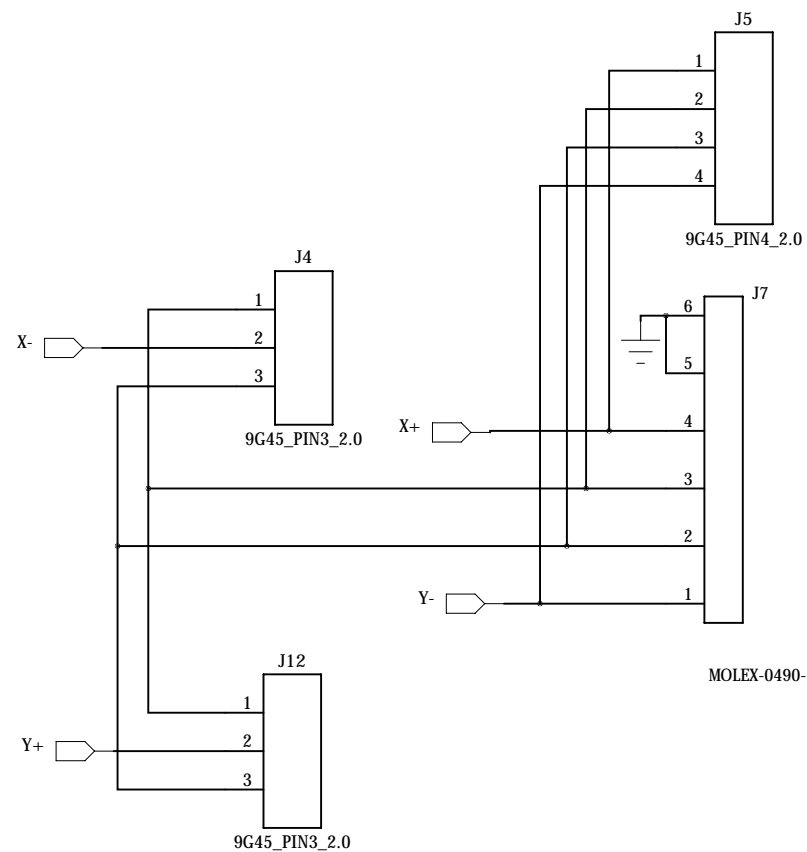 J5
1
2
3
4
9G45_PIN4_2.0
J4
1
2
3
9G45_PIN3_2.0
X-
J7
6
5
4
3
2
1
X+
Y-
MOLEX-0490-
J12
1
2
3
Y+
9G45_PIN3_2.0